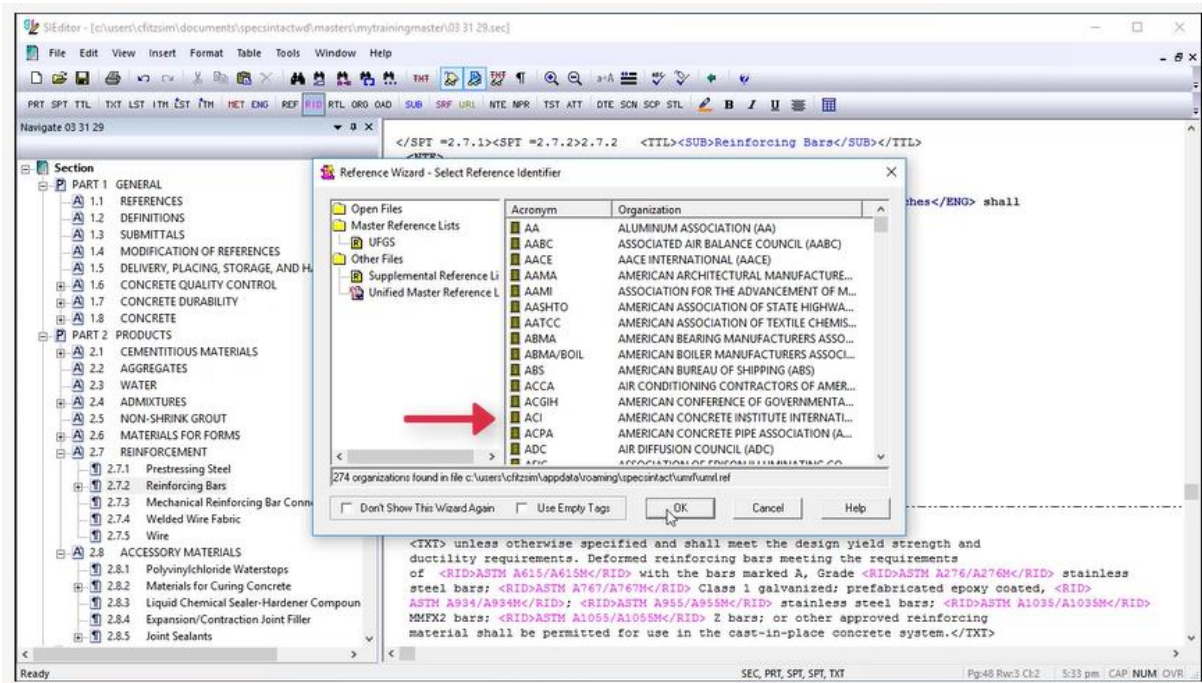 SIEditor - [c:\users\cfitzsim\documents\specsintactwd\masters\mytrainingmaster\03 31 29.sec]
File Edit View Insert Format Table Tools Window Help
PRT SPT TTL TXT LST ITM MET ENG REF RID RTL ORG OAD SUB SRF URL NTE NPR TST ATT DTE SCN SCP STL B I U
Navigate 03 31 29
Section
PART 1 GENERAL
1.1 REFERENCES
1.2 DEFINITIONS
1.3 SUBMITTALS
1.4 MODIFICATION OF REFERENCES
1.5 DELIVERY, PLACING, STORAGE, AND
1.6 CONCRETE QUALITY CONTROL
1.7 CONCRETE DURABILITY
1.8 CONCRETE
PART 2 PRODUCTS
2.1 CEMENTITIOUS MATERIALS
2.2 AGGREGATES
2.3 WATER
2.4 ADMIXTURES
2.5 NON-SHRINK GROUT
2.6 MATERIALS FOR FORMS
2.7 REINFORCEMENT
2.7.1 Prestressing Steel
2.7.2 Reinforcing Bars
2.7.3 Mechanical Reinforcing Bar Conn
2.7.4 Welded Wire Fabric
2.7.5 Wire
2.8 ACCESSORY MATERIALS
2.8.1 Polyvinylchloride Waterstops
2.8.2 Materials for Curing Concrete
2.8.3 Liquid Chemical Sealer-Hardener Compoun
2.8.4 Expansion/Contraction Joint Filler
2.8.5 Joint Sealants
</SPT =2.7.1><SPT =2.7.2>2.7.2 <TTL><SUB>Reinforcing Bars</SUB></TTL>
<NTE>
hes</ENG> shall
Reference Wizard - Select Reference Identifier
Open Files
Master Reference Lists
UFGS
Other Files
Supplemental Reference Li
Unified Master Reference L
Acronym Organization
AA ALUMINUM ASSOCIATION (AA)
AABC ASSOCIATED AIR BALANCE COUNCIL (AABC)
AACE AACE INTERNATIONAL (AACE)
AAMA AMERICAN ARCHITECTURAL MANUFACTURE...
AAMI ASSOCIATION FOR THE ADVANCEMENT OF M...
AASHTO AMERICAN ASSOCIATION OF STATE HIGHWA...
AATCC AMERICAN ASSOCIATION OF TEXTILE CHEMIS...
ABMA AMERICAN BEARING MANUFACTURERS ASSO...
ABMA/BOIL AMERICAN BOILER MANUFACTURERS ASSOCI...
ABS AMERICAN BUREAU OF SHIPPING (ABS)
ACCA AIR CONDITIONING CONTRACTORS OF AMER...
ACGIH AMERICAN CONFERENCE OF GOVERNMENTA...
ACI AMERICAN CONCRETE INSTITUTE INTERNATI...
ACPA AMERICAN CONCRETE PIPE ASSOCIATION (A...
ADC AIR DIFFUSION COUNCIL (ADC)
274 organizations found in file c:\users\cfitzsim\appdata\roaming\specsintact\umrl\umrl.ref
Don't Show This Wizard Again Use Empty Tags OK Cancel Help
<TXT> unless otherwise specified and shall meet the design yield strength and
ductility requirements. Deformed reinforcing bars meeting the requirements
of <RID>ASTM A615/A615M</RID> with the bars marked A, Grade <RID>ASTM A276/A276M</RID> stainless
steel bars; <RID>ASTM A767/A767M</RID> Class 1 galvanized; prefabricated epoxy coated, <RID>
ASTM A934/A934M</RID>; <RID>ASTM A955/A955M</RID> stainless steel bars; <RID>ASTM A1035/A1035M</RID>
MMFX2 bars; <RID>ASTM A1055/A1055M</RID> Z bars; or other approved reinforcing
material shall be permitted for use in the cast-in-place concrete system.</TXT>
Ready SEC, PRT, SPT, SPT, TXT Pg:48 Rw:3 Cl:2 5:33 pm CAP NUM OVR